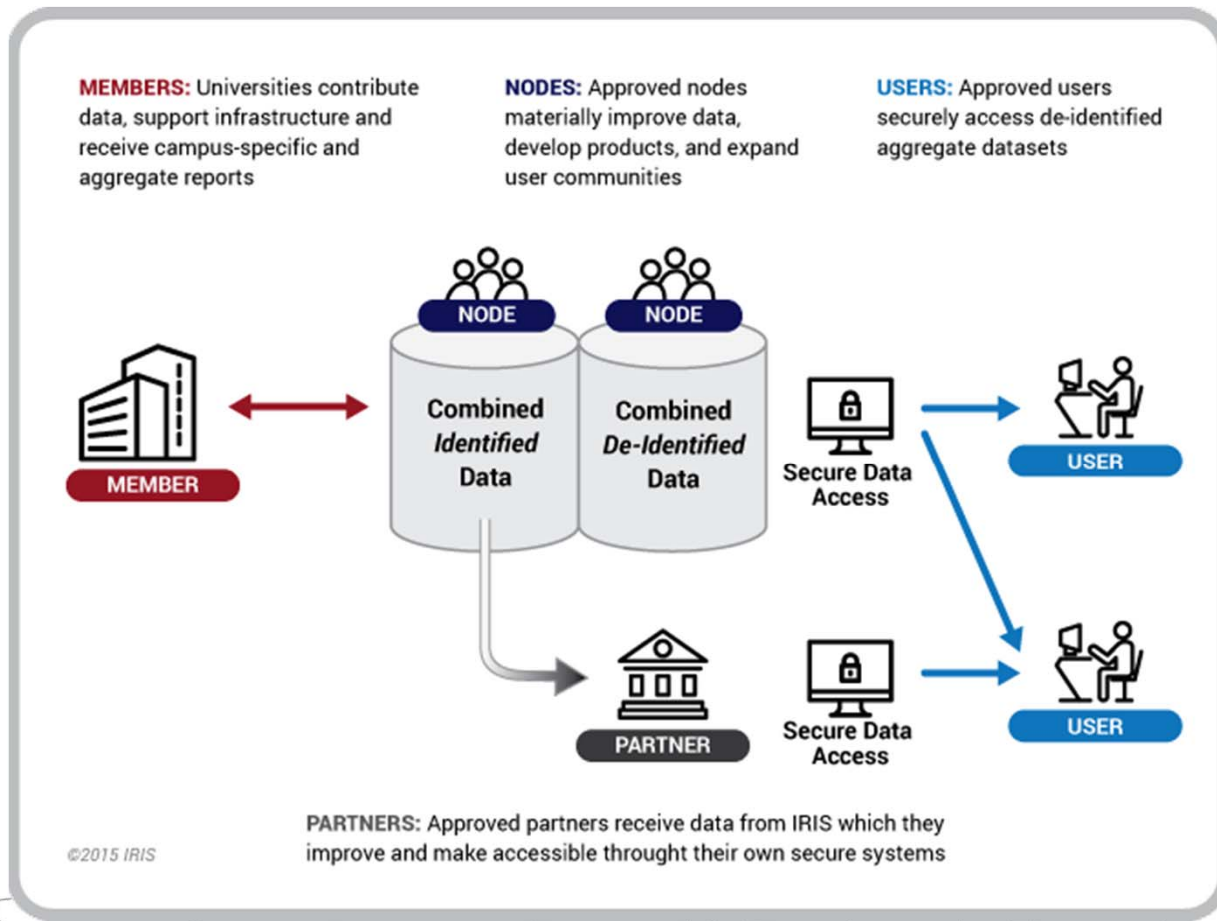 MEMBERS: Universities contribute
data, support infrastructure and
receive campus-specific and
aggregate reports
NODES: Approved nodes
materially improve data,
develop products, and expand
user communities
USERS: Approved users
securely access de-identified
aggregate datasets
NODE
NODE
Combined
Identified
Data
Combined
De-Identified
Data
MEMBER
Secure Data
Access
USER
PARTNER
Secure Data
Access
USER
PARTNERS: Approved partners receive data from IRIS which they
improve and make accessible throught their own secure systems
©2015 IRIS